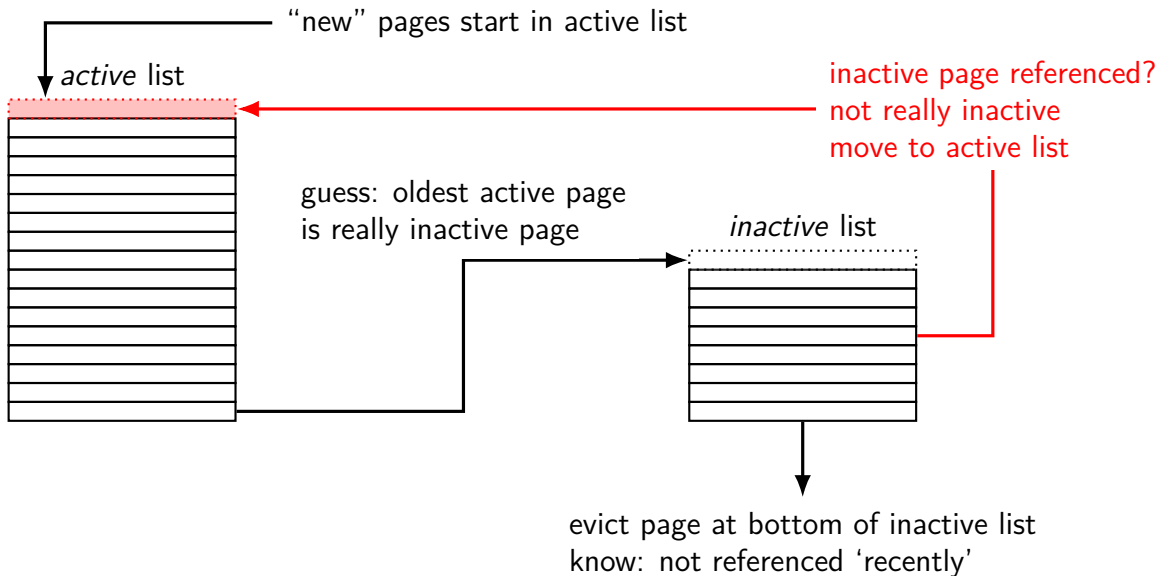 “new” pages start in active list
active list
inactive page referenced?
not really inactive
move to active list
guess: oldest active page
is really inactive page
inactive list
evict page at bottom of inactive list
know: not referenced ‘recently’